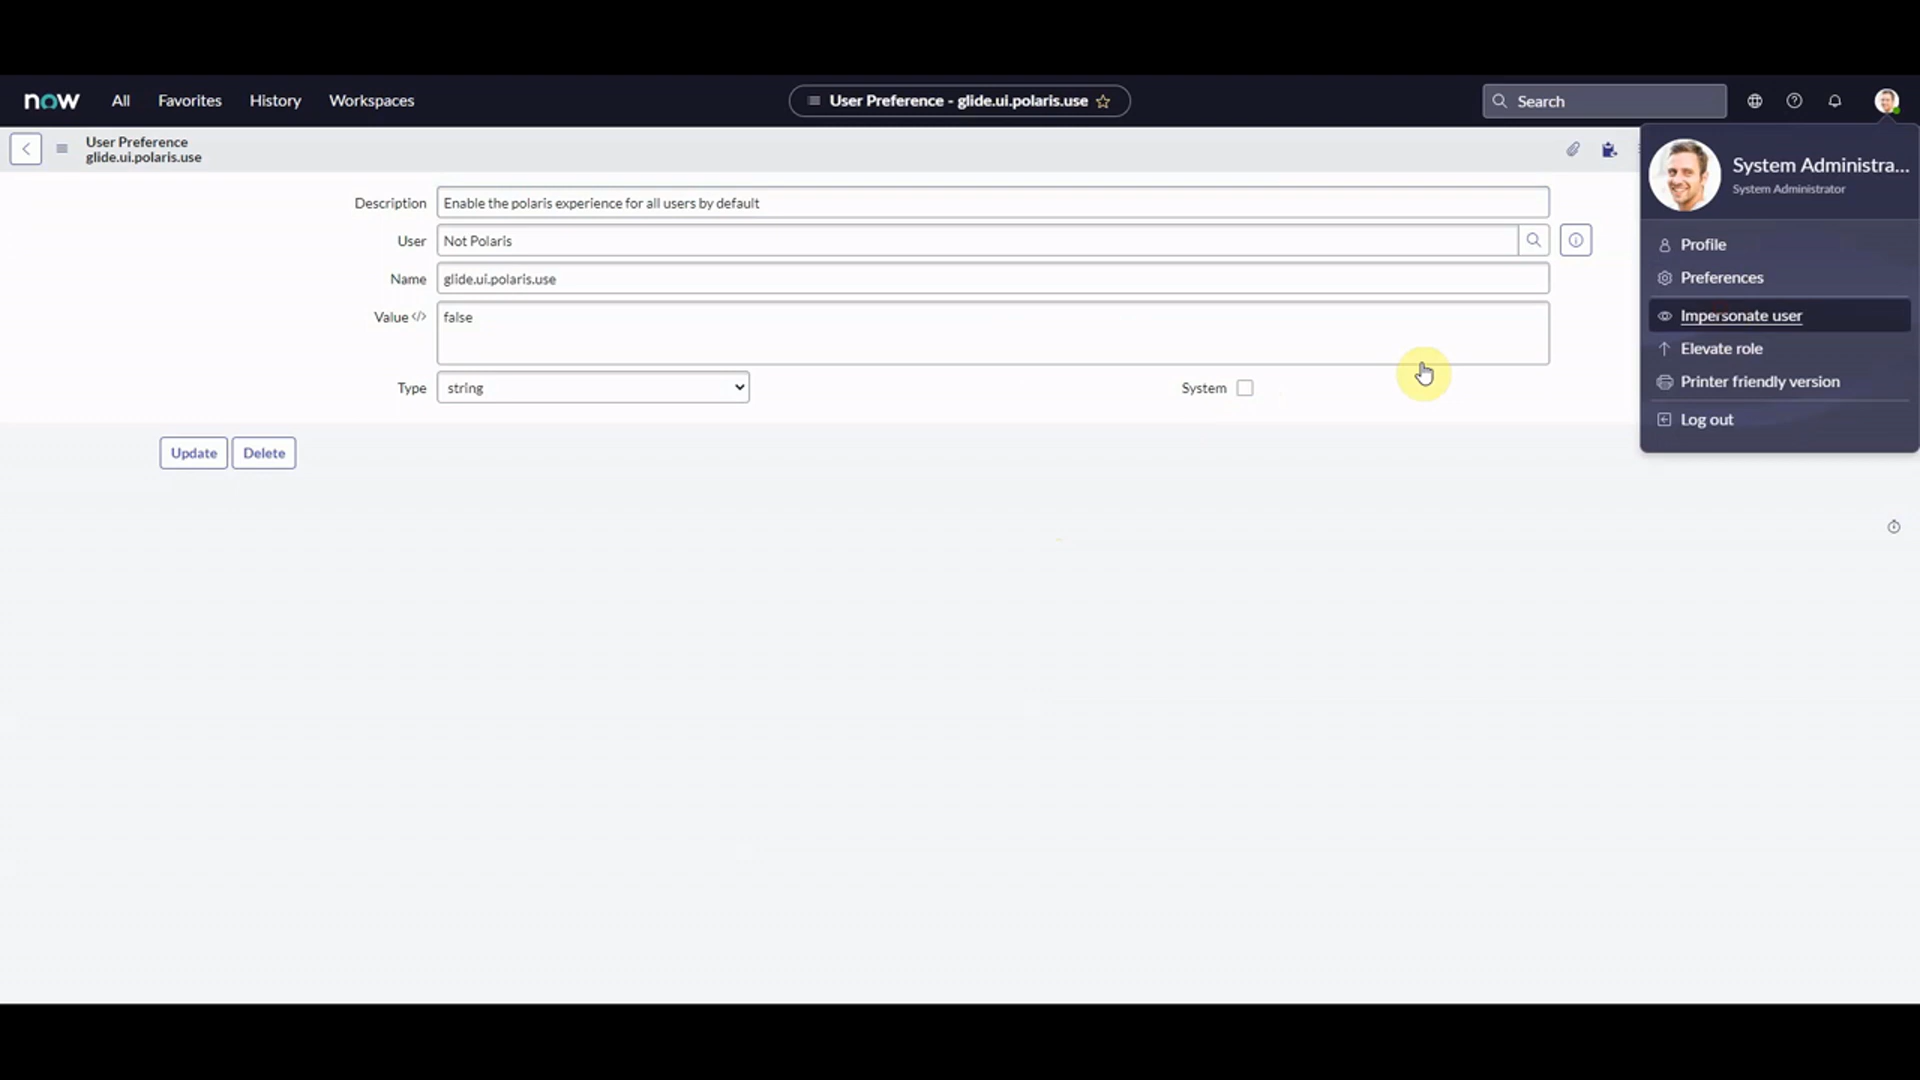 now All Favorites History Workspaces User Preference - glide.ui.polaris.use Search
User Preference
glide.ui.polaris.use
System Administra...
System Administrator
Description Enable the polaris experience for all users by default
User Not Polaris
Name glide.ui.polaris.use
Value </> false
Type string System
Update Delete
Profile
Preferences
Impersonate user
Elevate role
Printer friendly version
Log out